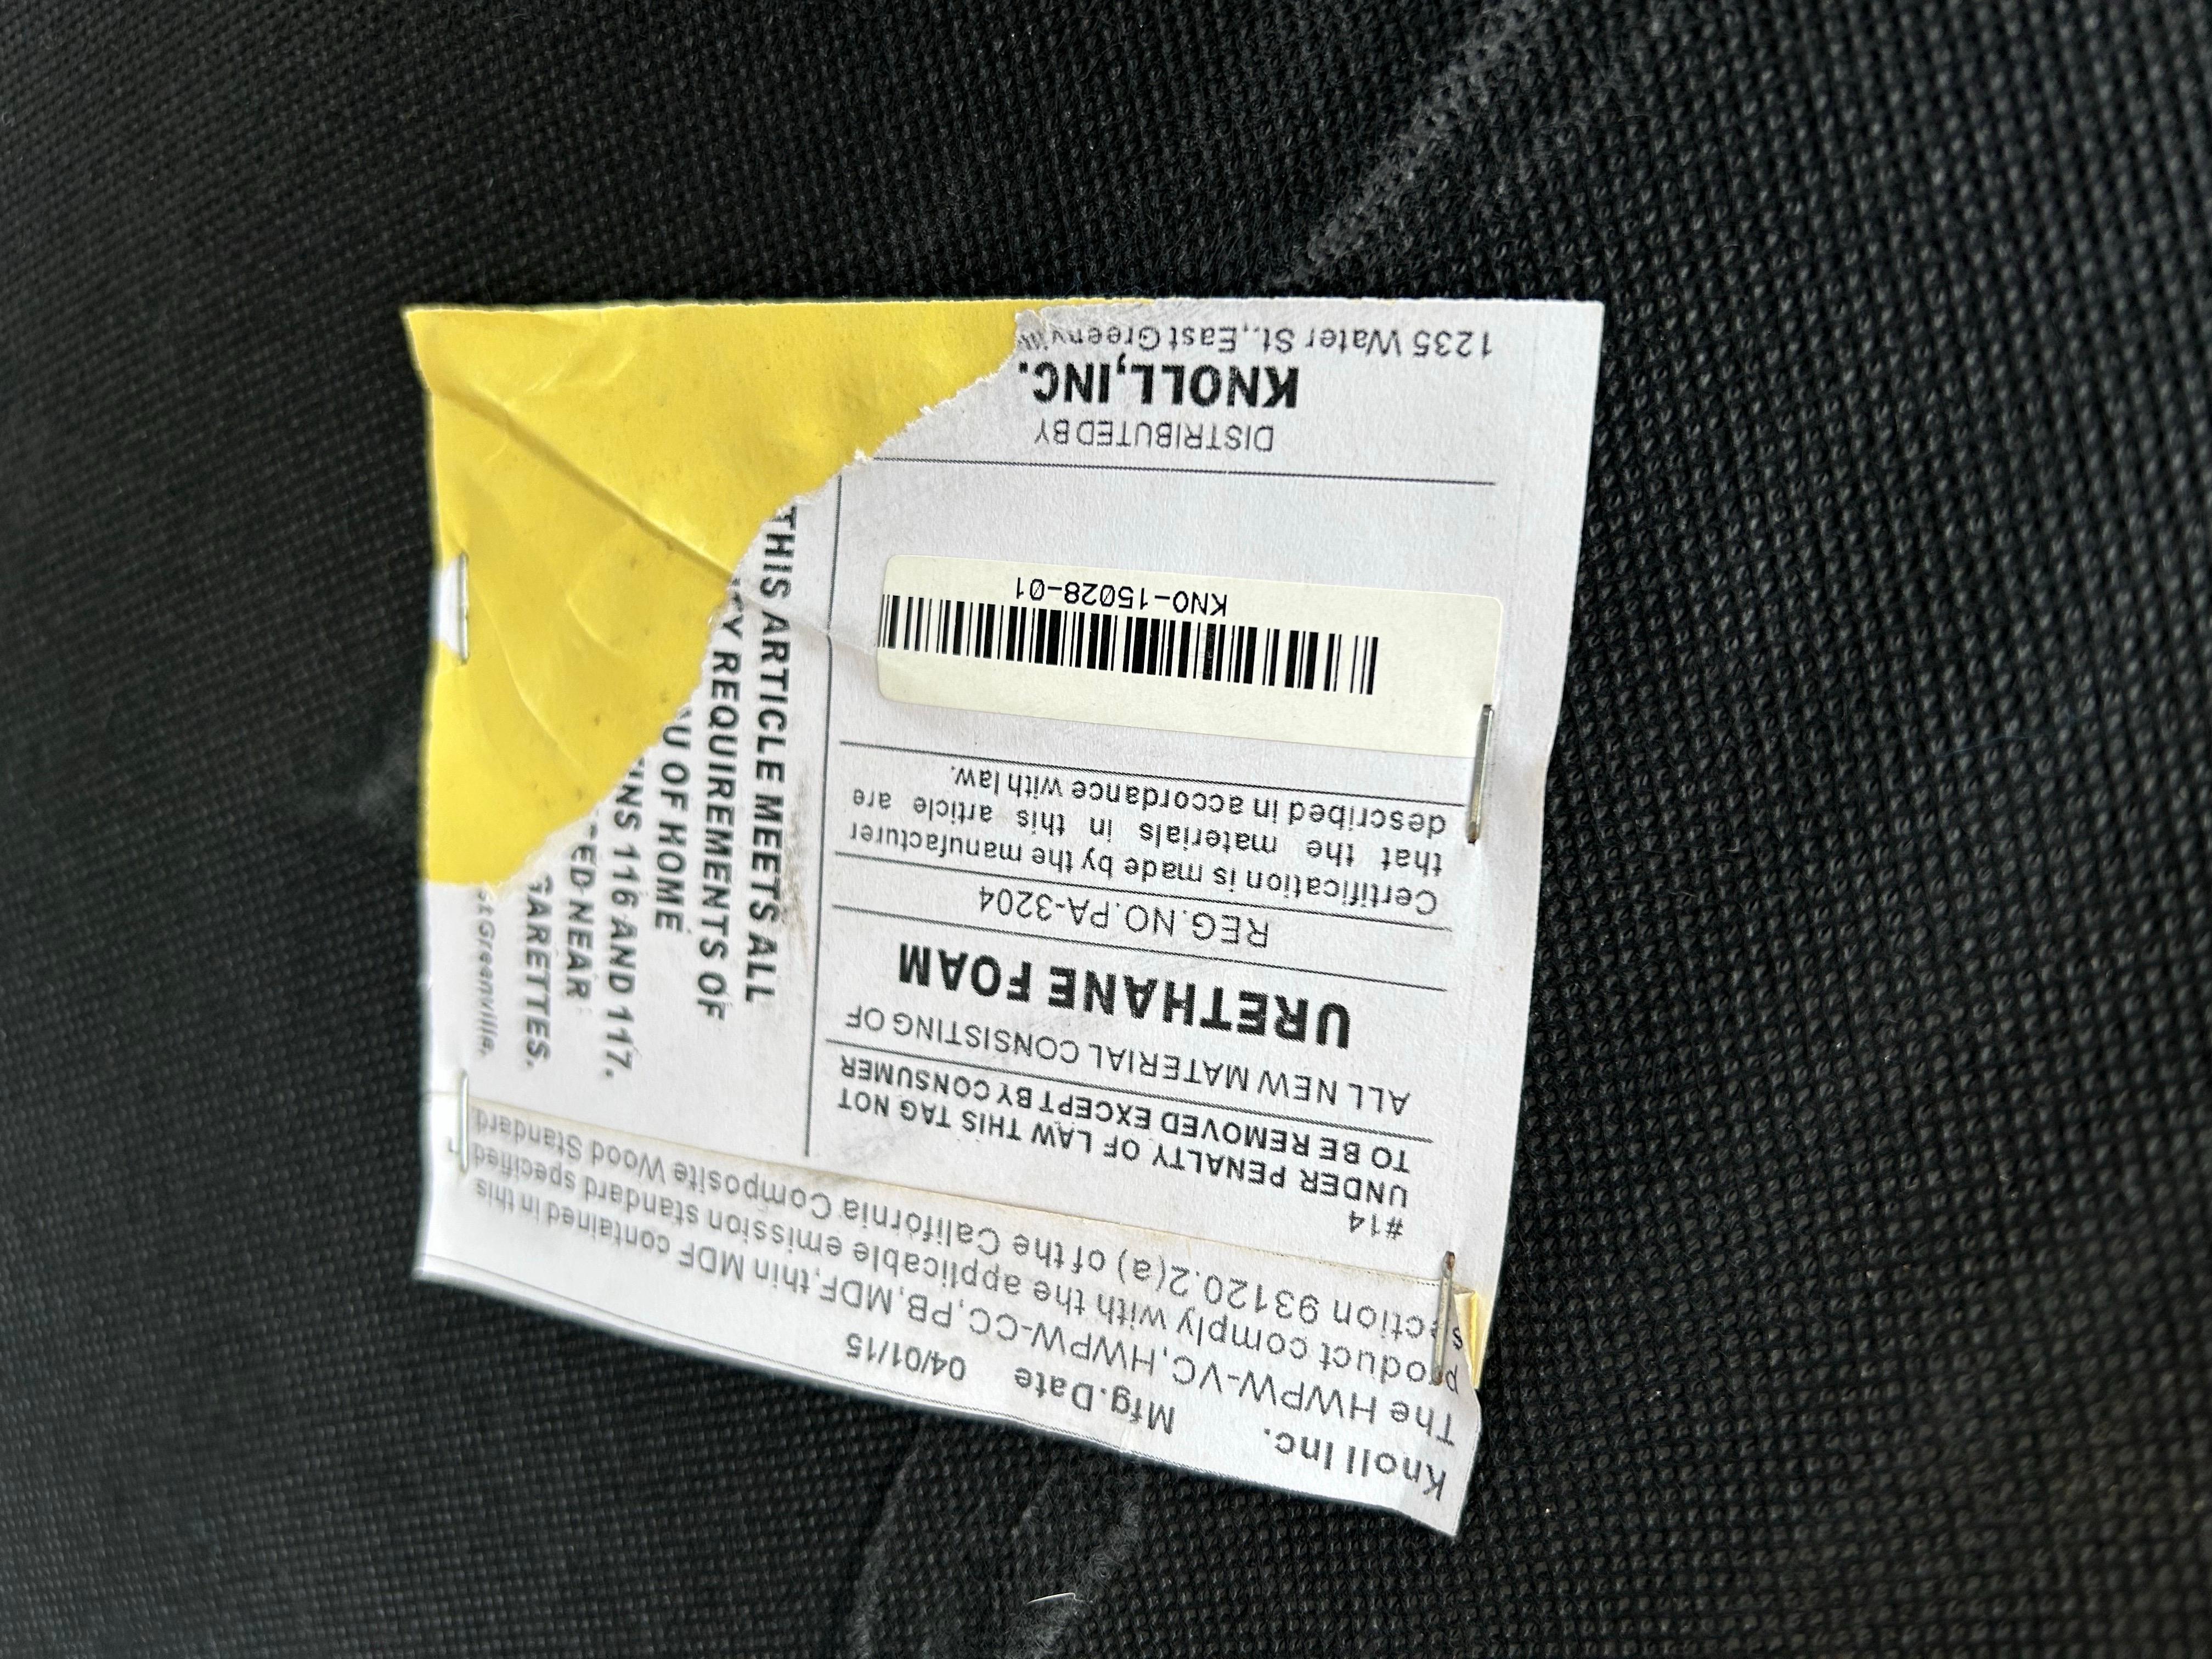 Knoll Inc. Mfg. Date 04/01/15
The HWPW-VC, HWPW-CC, PB, MDF, thin MDF contained in this
product comply with the applicable emission standard specified
ction 93120.2(a) of the California Composite Wood Standard
#14
UNDER PENALTY OF LAW THIS TAG NOT
TO BE REMOVED EXCEPT BY CONSUMER
ALL NEW MATERIAL CONSISTING OF
URETHANE FOAM
REG. NO. PA-3204
Certification is made by the manufacturer
that the materials in this article are
described in accordance with law.
KNO-15028-01
DISTRIBUTED BY
KNOLL, INC.
1235 Water St., East Greenvill
THIS ARTICLE MEETS ALL
REQUIREMENTS OF
U OF HOME
NS 116 AND 117.
ED NEAR
GARETTES.
st Greenville,